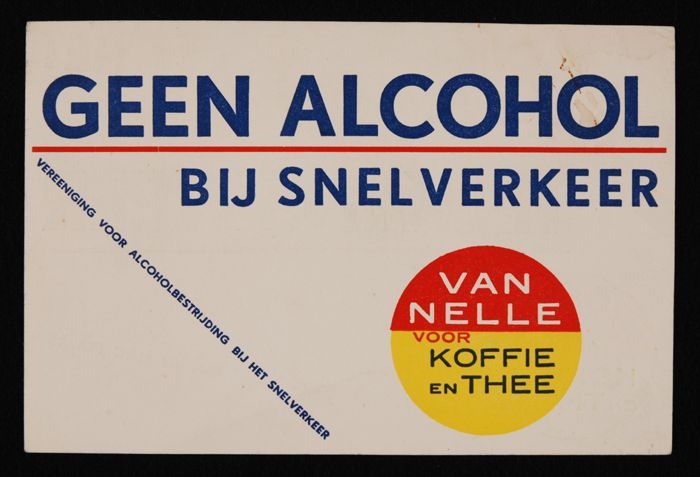 GEEN ALCOHOL
BIJ SNELVERKEER
VEREENIGING VOOR ALCOHOLBESTRIJDING BIJ HET SNELVERKEER
VAN
NELLE
VOOR
KOFFIE
EN THEE